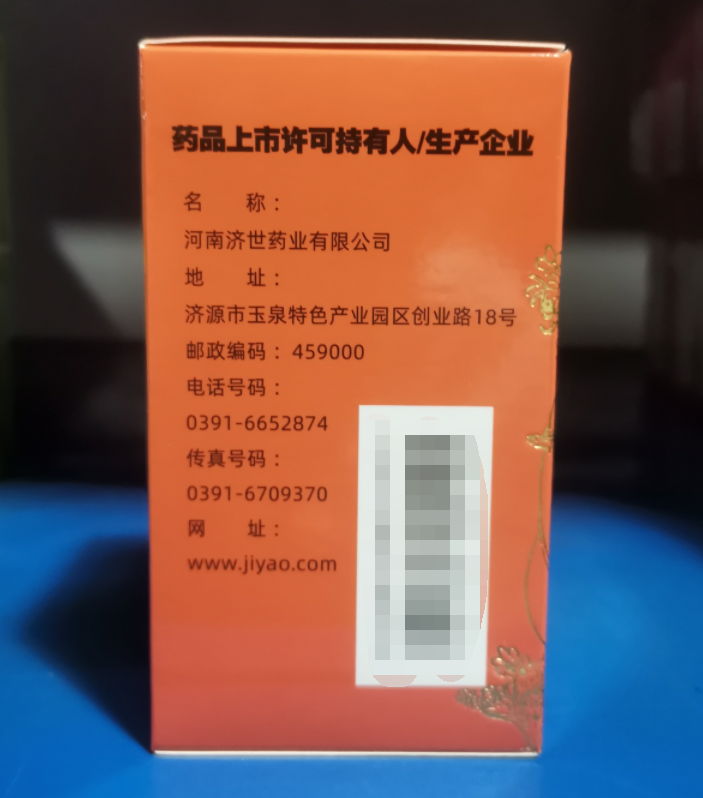 药品上市许可持有人/生产企业
名 称：
河南济世药业有限公司
地 址：
济源市玉泉特色产业园区创业路18号
邮政编码：459000
电话号码：
0391-6652874
传真号码：
0391-6709370
网 址：
www.jiyao.com